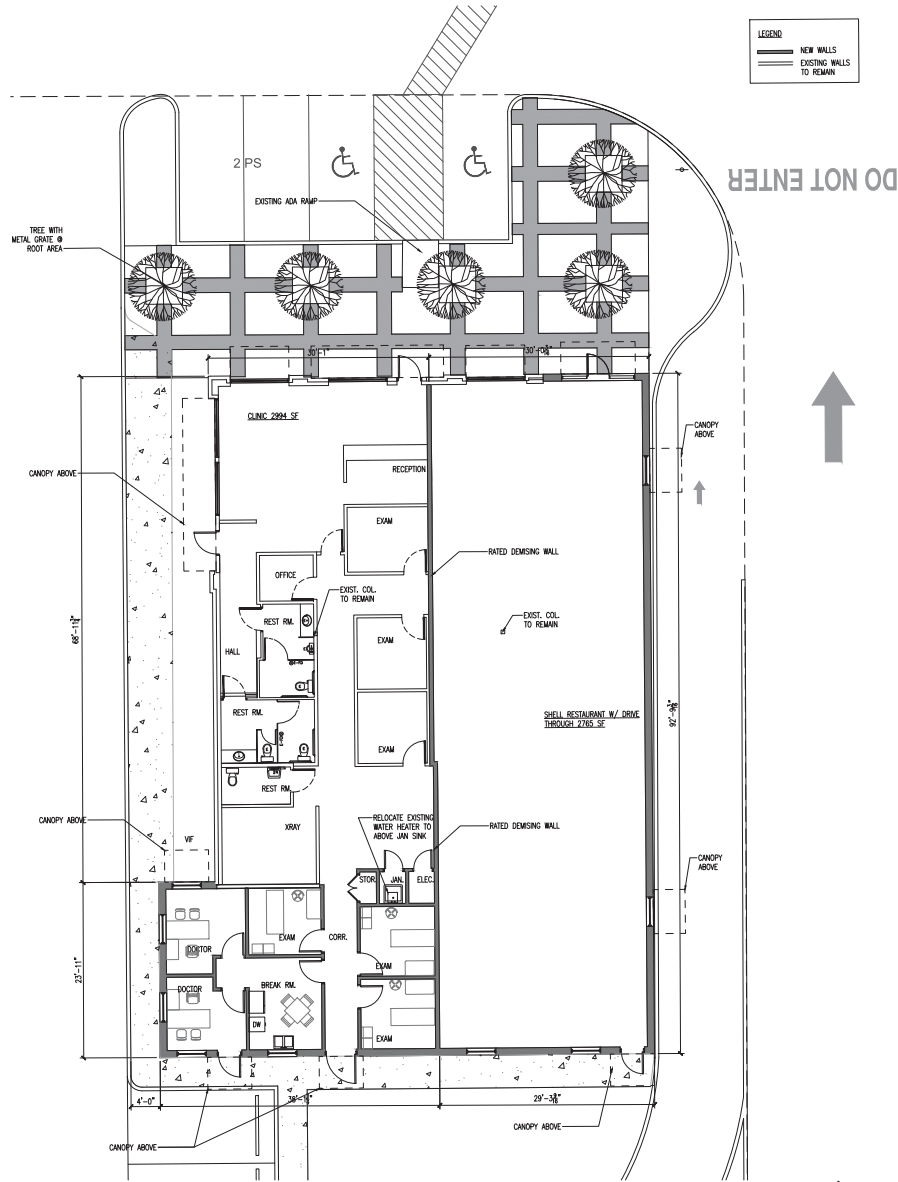 LEGEND
NEW WALLS
EXISTING WALLS
TO REMAIN
DO NOT ENTER
2 PS
EXISTING ADA RAMP
TREE WITH
METAL GRATE @
ROOT AREA
30'-1"
CLINIC 2994 SF
CANOPY
ABOVE
RECEPTION
CANOPY ABOVE
EXAM
RATED DEMISING WALL
OFFICE
EXIST. COL.
TO REMAIN
EXIST. COL.
TO REMAIN
REST RM.
EXAM
HALL
REST RM.
SHELL RESTAURANT W/ DRIVE
THROUGH 2765 SF
EXAM
REST RM.
RELOCATE EXISTING
WATER HEATER TO
ABOVE JAN SINK
CANOPY ABOVE
XRAY
RATED DEMISING WALL
VIF
CANOPY
ABOVE
STOR.
JAN.
ELEC.
EXAM
CORR.
DOCTOR
EXAM
23'-11"
DOCTOR
BREAK RM.
DW
EXAM
4'-0"
CANOPY ABOVE
CANOPY ABOVE